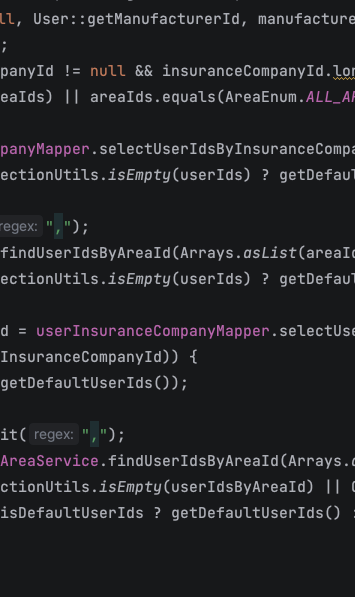 ll, User::getManufacturerId, manufacture
;
panyId != null && insuranceCompanyId.lon
eaIds) || areaIds.equals(AreaEnum.ALL_AR
panyMapper.selectUserIdsByInsuranceCompa
ectionUtils.isEmpty(userIds) ? getDefaul
regex: ",");
findUserIdsByAreaId(Arrays.asList(areaId
ectionUtils.isEmpty(userIds) ? getDefaul
d = userInsuranceCompanyMapper.selectUse
InsuranceCompanyId)) {
getDefaultUserIds());
it( regex: ",");
AreaService.findUserIdsByAreaId(Arrays.a
ctionUtils.isEmpty(userIdsByAreaId) || C
isDefaultUserIds ? getDefaultUserIds() :